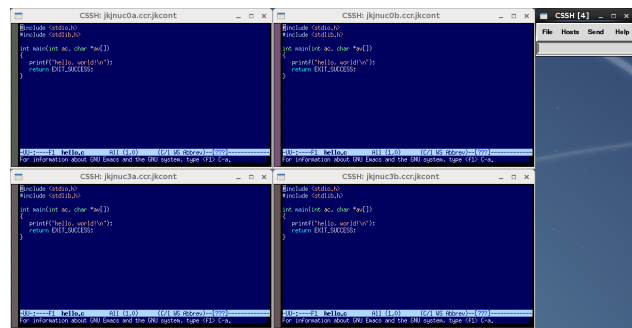 CSSH: jkjnuc0a.ccr.jkcont
#include <stdio.h>
#include <stdlib.h>
int main(int ac, char *av[])
{
printf("hello, world!\n");
return EXIT_SUCCESS;
}
-UU-:----F1 hello.c All (1,0) (C/l WS Abbrev)--[???]-------------
For information about GNU Emacs and the GNU system, type <F1> C-a.
CSSH: jkjnuc0b.ccr.jkcont
#include <stdio.h>
#include <stdlib.h>
int main(int ac, char *av[])
{
printf("hello, world!\n");
return EXIT_SUCCESS;
}
-UU-:----F1 hello.c All (1,0) (C/l WS Abbrev)--[???]-------------
For information about GNU Emacs and the GNU system, type <F1> C-a.
CSSH [4]
File Hosts Send Help
CSSH: jkjnuc3a.ccr.jkcont
#include <stdio.h>
#include <stdlib.h>
int main(int ac, char *av[])
{
printf("hello, world!\n");
return EXIT_SUCCESS;
}
-UU-:----F1 hello.c All (1,0) (C/l WS Abbrev)--[???]-------------
For information about GNU Emacs and the GNU system, type <F1> C-a.
CSSH: jkjnuc3b.ccr.jkcont
#include <stdio.h>
#include <stdlib.h>
int main(int ac, char *av[])
{
printf("hello, world!\n");
return EXIT_SUCCESS;
}
-UU-:----F1 hello.c All (1,0) (C/l WS Abbrev)--[???]-------------
For information about GNU Emacs and the GNU system, type <F1> C-a.